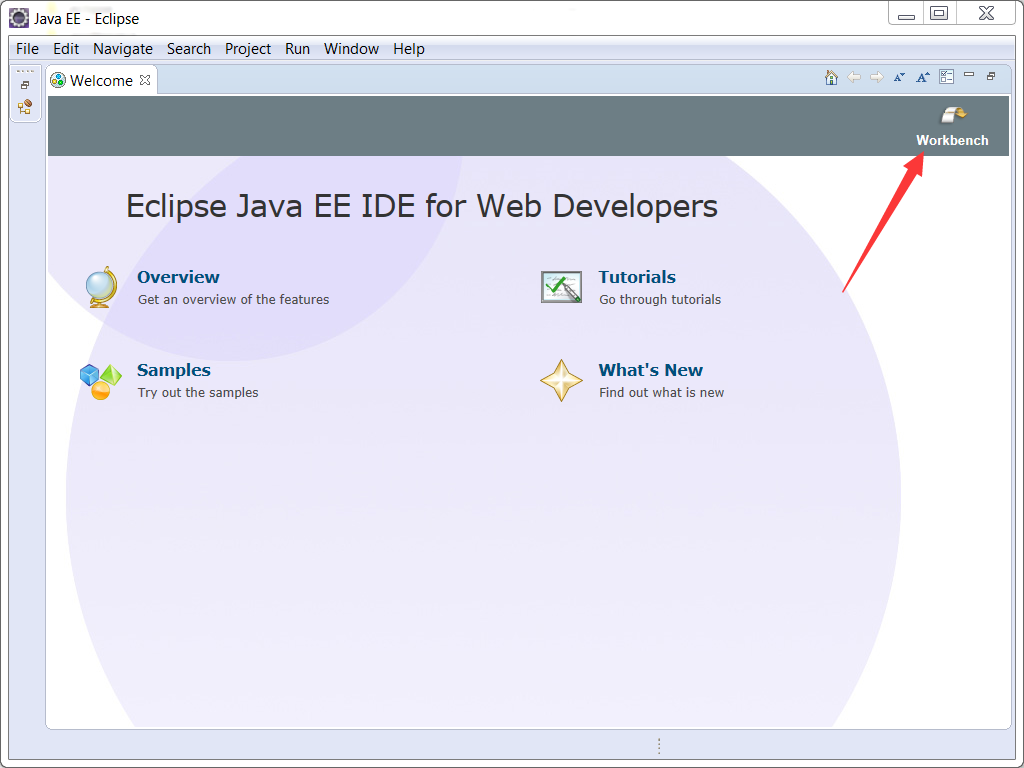 Java EE - Eclipse
File Edit Navigate Search Project Run Window Help
Welcome
Workbench
Eclipse Java EE IDE for Web Developers
Overview
Get an overview of the features
Tutorials
Go through tutorials
Samples
Try out the samples
What's New
Find out what is new